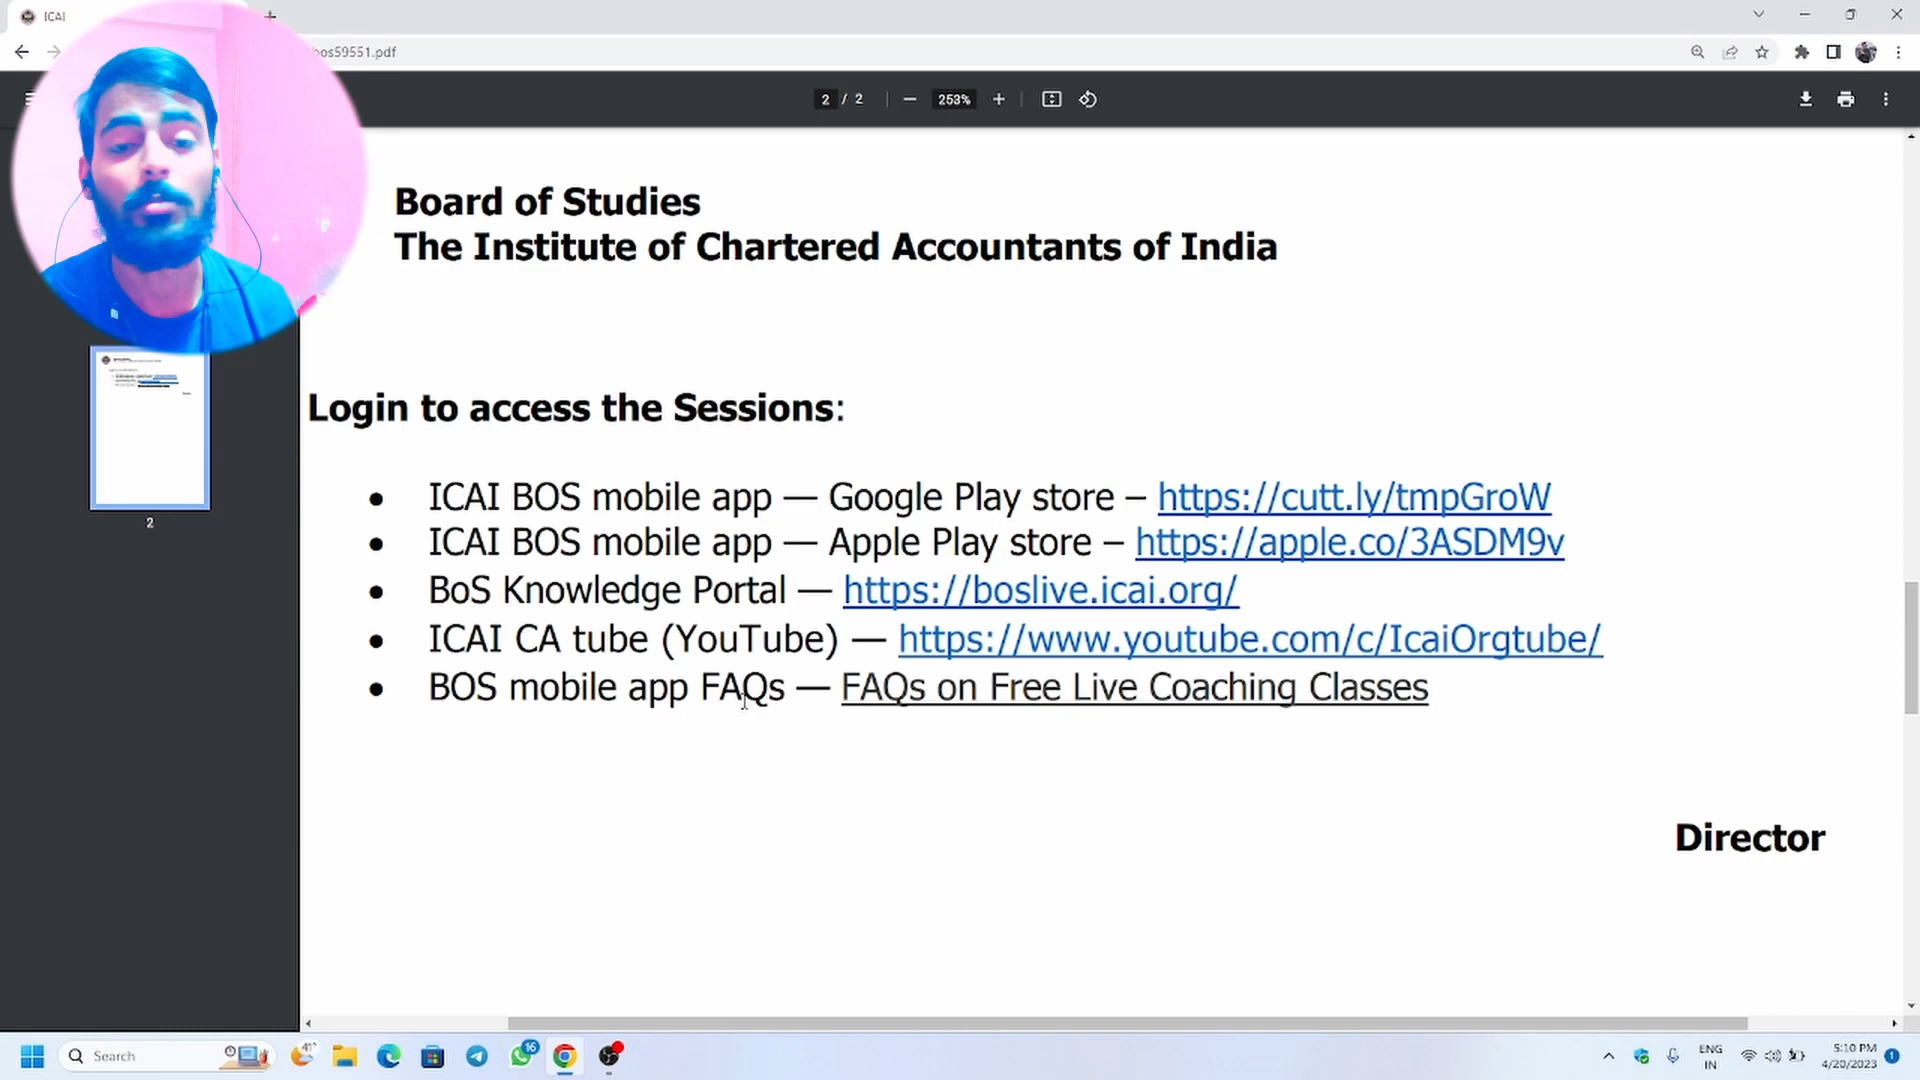 ICAI
bos59551.pdf
2 / 2
253%
Board of Studies
The Institute of Chartered Accountants of India
Login to access the Sessions:
• ICAI BOS mobile app — Google Play store – https://cutt.ly/tmpGroW
• ICAI BOS mobile app — Apple Play store – https://apple.co/3ASDM9v
• BoS Knowledge Portal — https://boslive.icai.org/
• ICAI CA tube (YouTube) — https://www.youtube.com/c/IcaiOrgtube/
• BOS mobile app FAQs — FAQs on Free Live Coaching Classes
Director
2
Search
41°
16
ENG
IN
5:10 PM
4/20/2023
1